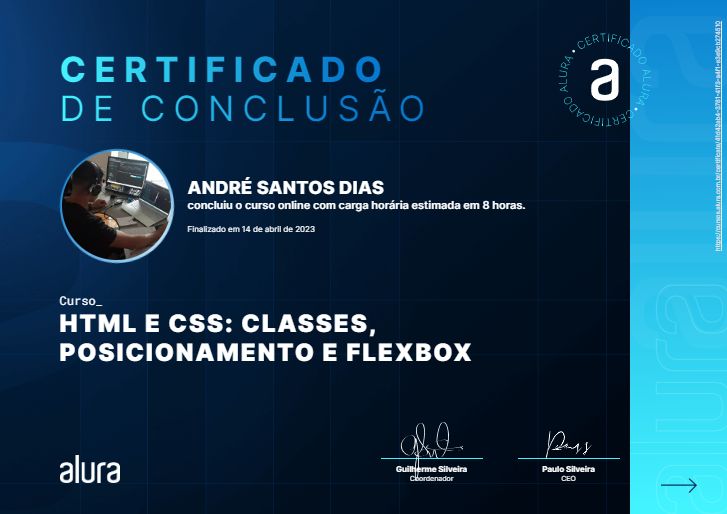 CERTIFICADO
DE CONCLUSÃO
CERTIFICADO ALURA • CERTIFICADO ALURA •
a
ANDRÉ SANTOS DIAS
concluiu o curso online com carga horária estimada em 8 horas.
Finalizado em 14 de abril de 2023
Curso_
HTML E CSS: CLASSES,
POSICIONAMENTO E FLEXBOX
alura
Guilherme Silveira
Coordenador
Paulo Silveira
CEO
alura